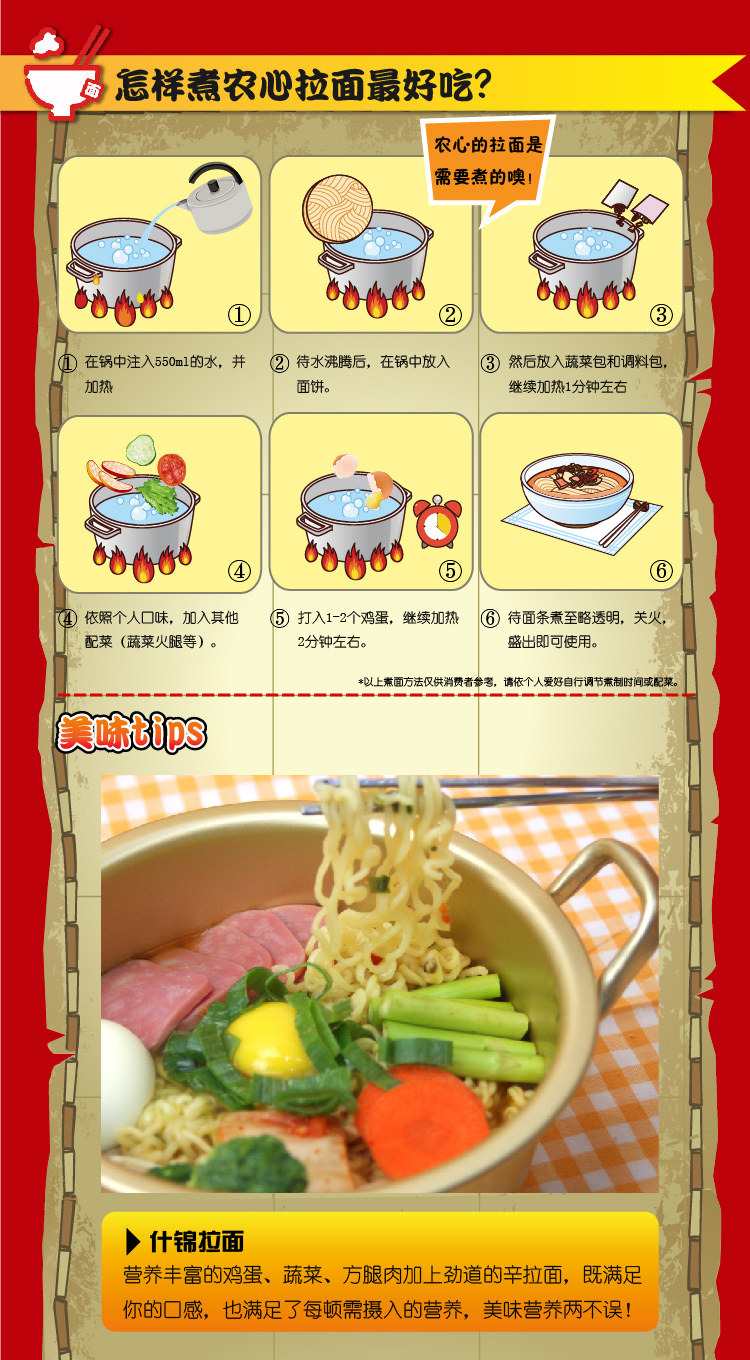 面
怎样煮农心拉面最好吃?
农心的拉面是
需要煮的噢!
①
②
③
① 在锅中注入550ml的水，并
加热
② 待水沸腾后，在锅中放入
面饼。
③ 然后放入蔬菜包和调料包，
继续加热1分钟左右
④
⑤
⑥
④ 依照个人口味，加入其他
配菜（蔬菜火腿等）。
⑤ 打入1-2个鸡蛋，继续加热
2分钟左右。
⑥ 待面条煮至略透明，关火，
盛出即可使用。
*以上煮面方法仅供消费者参考，请依个人爱好自行调节煮制时间或配菜。
美味tips
什锦拉面
营养丰富的鸡蛋、蔬菜、方腿肉加上劲道的辛拉面，既满足
你的口感，也满足了每顿需摄入的营养，美味营养两不误！